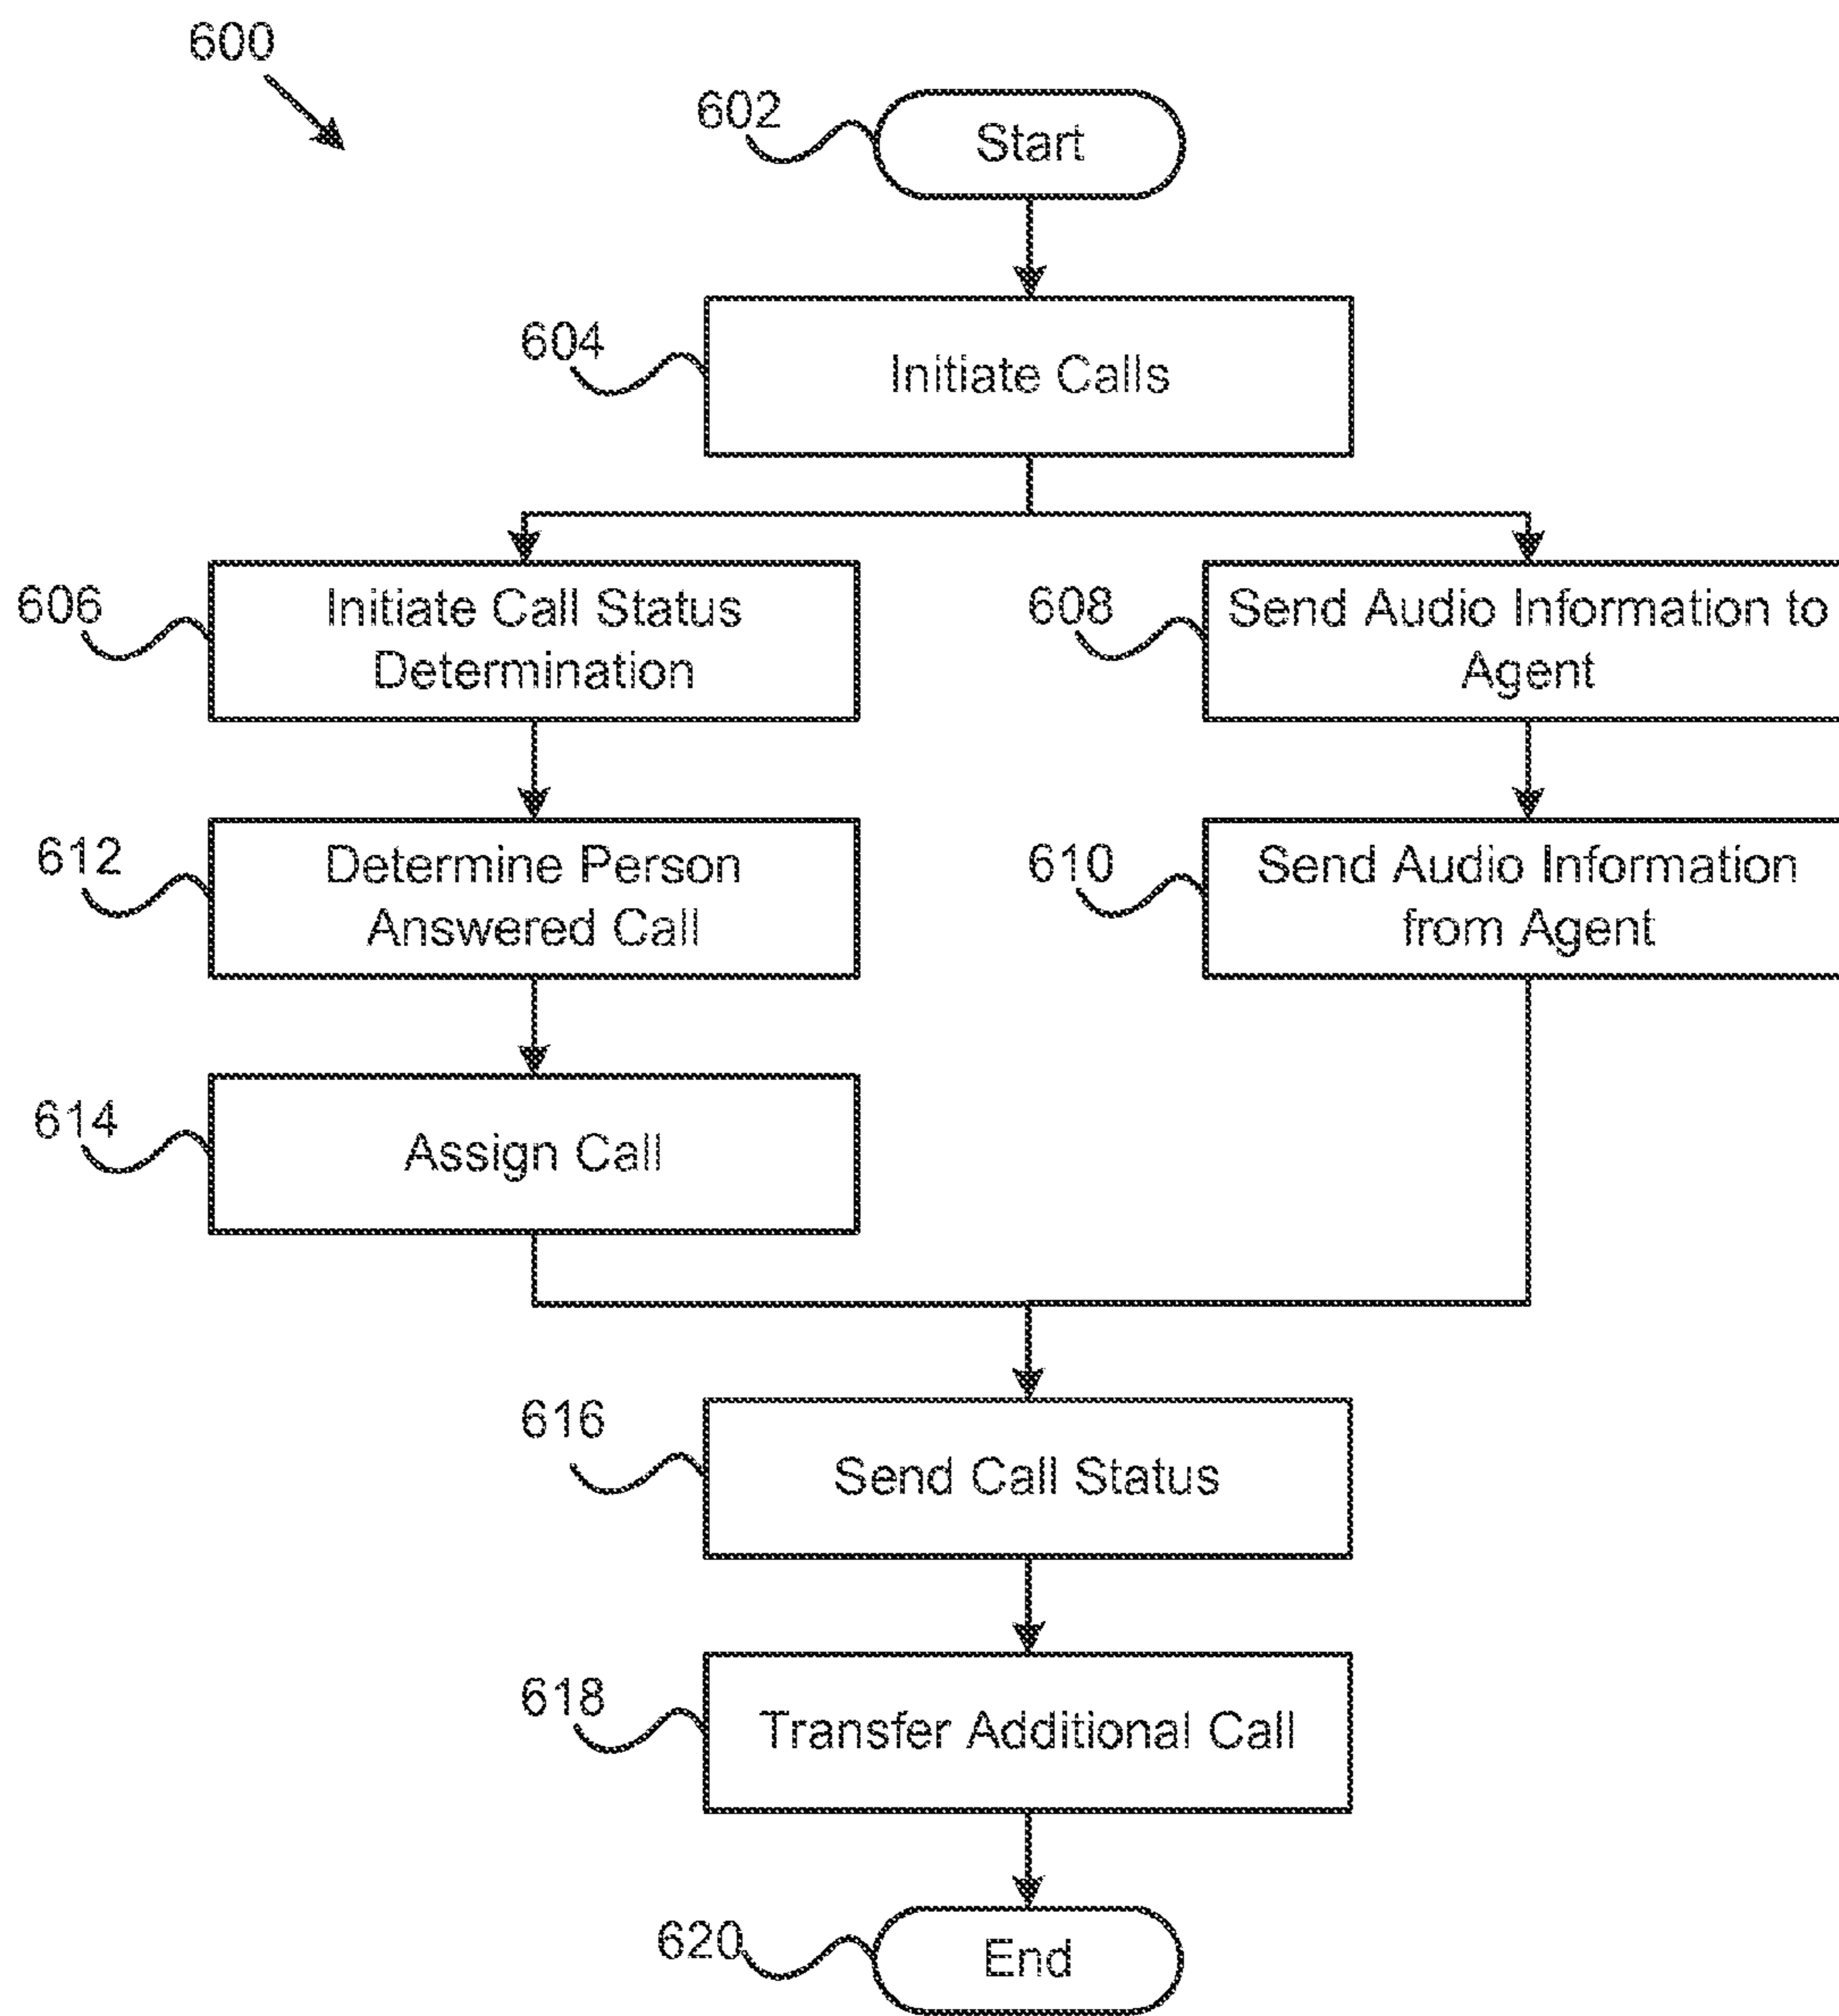 600
602
Start
604
Initiate Calls
606
Initiate Call Status
Determination
608
Send Audio Information to
Agent
612
Determine Person
Answered Call
610
Send Audio Information
from Agent
614
Assign Call
616
Send Call Status
618
Transfer Additional Call
620
End